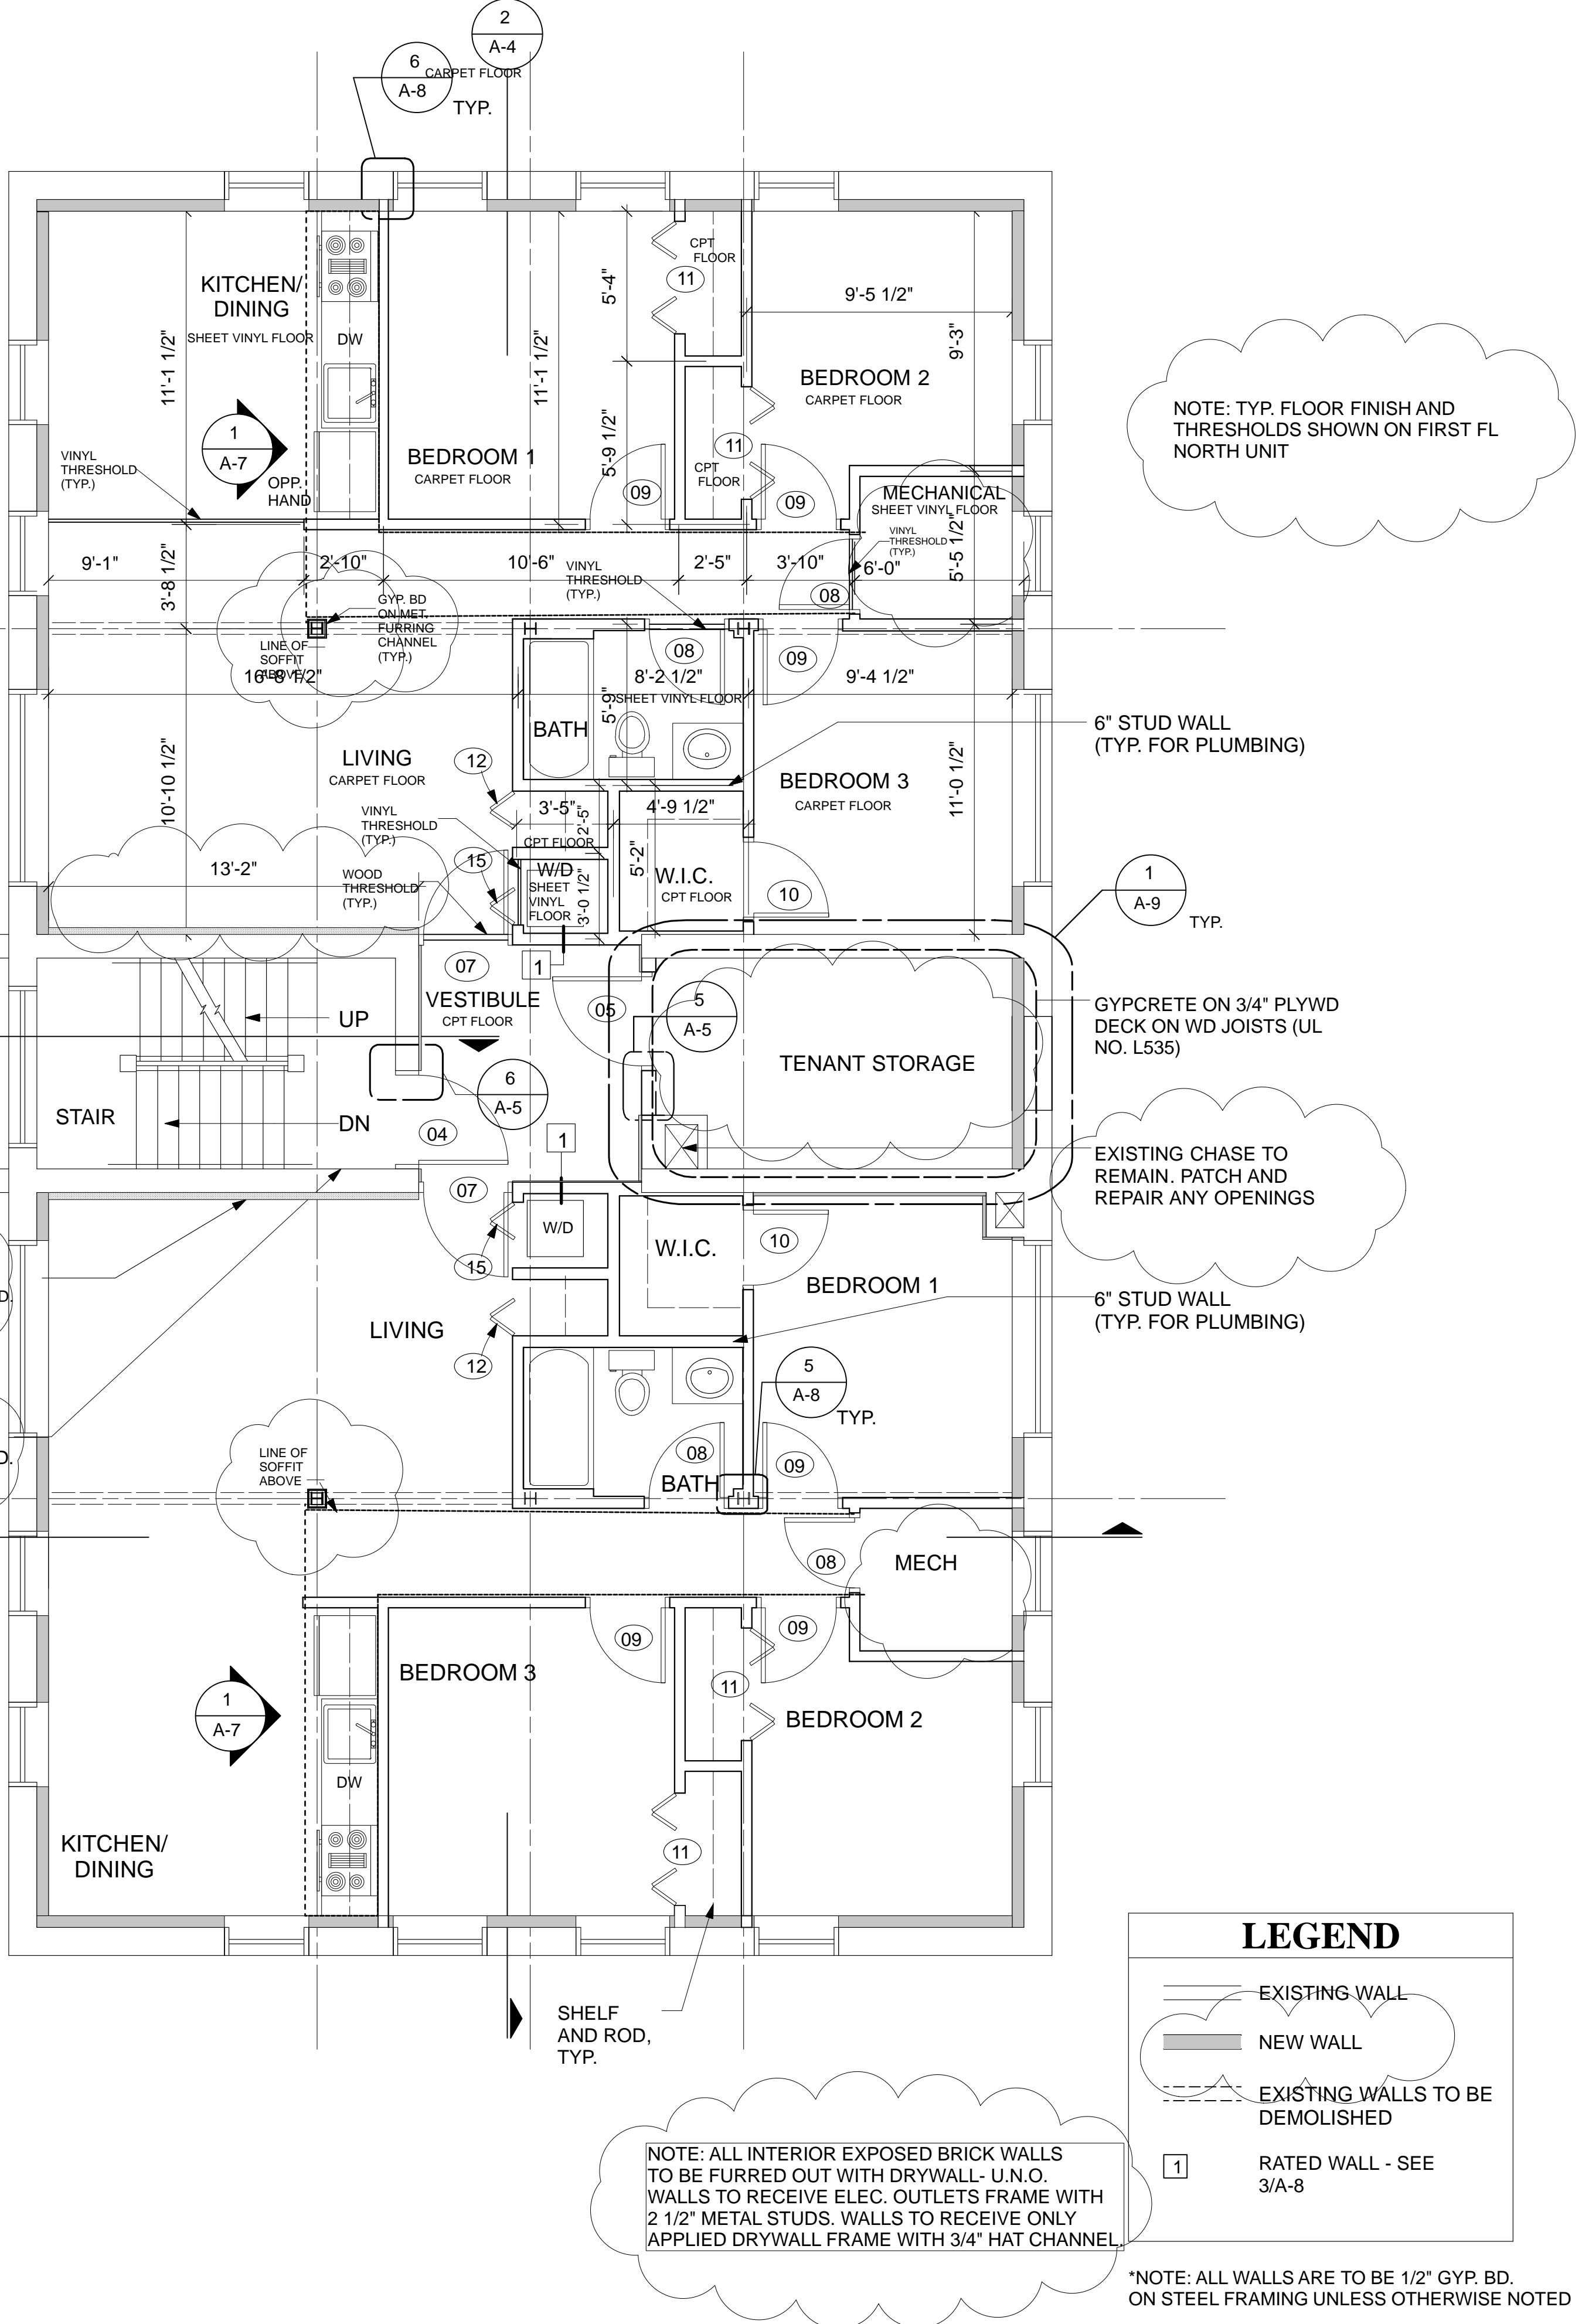 2
A-4
6
A-8
CARPET FLOOR
TYP.
KITCHEN/
DINING
SHEET VINYL FLOOR
DW
11'-1 1/2"
11'-1 1/2"
5'-4"
5'-9 1/2"
CPT
FLOOR
11
9'-5 1/2"
9'-3"
BEDROOM 2
CARPET FLOOR
NOTE: TYP. FLOOR FINISH AND
THRESHOLDS SHOWN ON FIRST FL
NORTH UNIT
1
A-7
OPP.
HAND
VINYL
THRESHOLD
(TYP.)
BEDROOM 1
CARPET FLOOR
11
CPT
FLOOR
09
09
MECHANICAL
SHEET VINYL FLOOR
VINYL
THRESHOLD
(TYP.)
5'-5 1/2"
9'-1"
2'-10"
10'-6"
2'-5"
3'-10"
6'-0"
3'-8 1/2"
VINYL
THRESHOLD
(TYP.)
08
GYP. BD
ON MET.
FURRING
CHANNEL
(TYP.)
LINE OF
SOFFIT
ABOVE
08
09
16'-8 1/2"
8'-2 1/2"
9'-4 1/2"
5'-9"
SHEET VINYL FLOOR
BATH
6" STUD WALL
(TYP. FOR PLUMBING)
LIVING
CARPET FLOOR
12
BEDROOM 3
CARPET FLOOR
10'-10 1/2"
11'-0 1/2"
VINYL
THRESHOLD
(TYP.)
3'-5"
2'-5"
4'-9 1/2"
CPT FLOOR
13'-2"
15
WOOD
THRESHOLD
(TYP.)
W/D
SHEET
VINYL
FLOOR
3'-0 1/2"
5'-2"
W.I.C.
CPT FLOOR
10
1
A-9
TYP.
07
1
VESTIBULE
CPT FLOOR
05
5
A-5
UP
GYPCRETE ON 3/4" PLYWD
DECK ON WD JOISTS (UL
NO. L535)
TENANT STORAGE
6
A-5
STAIR
DN
04
1
EXISTING CHASE TO
REMAIN. PATCH AND
REPAIR ANY OPENINGS
07
W/D
W.I.C.
10
15
BEDROOM 1
D.
6" STUD WALL
(TYP. FOR PLUMBING)
LIVING
12
5
A-8
TYP.
D.
LINE OF
SOFFIT
ABOVE
08
09
BATH
08
MECH
09
09
BEDROOM 3
11
1
A-7
BEDROOM 2
DW
KITCHEN/
DINING
11
LEGEND
EXISTING WALL
NEW WALL
EXISTING WALLS TO BE
DEMOLISHED
1
RATED WALL - SEE
3/A-8
SHELF
AND ROD,
TYP.
NOTE: ALL INTERIOR EXPOSED BRICK WALLS
TO BE FURRED OUT WITH DRYWALL- U.N.O.
WALLS TO RECEIVE ELEC. OUTLETS FRAME WITH
2 1/2" METAL STUDS. WALLS TO RECEIVE ONLY
APPLIED DRYWALL FRAME WITH 3/4" HAT CHANNEL.
*NOTE: ALL WALLS ARE TO BE 1/2" GYP. BD.
ON STEEL FRAMING UNLESS OTHERWISE NOTED